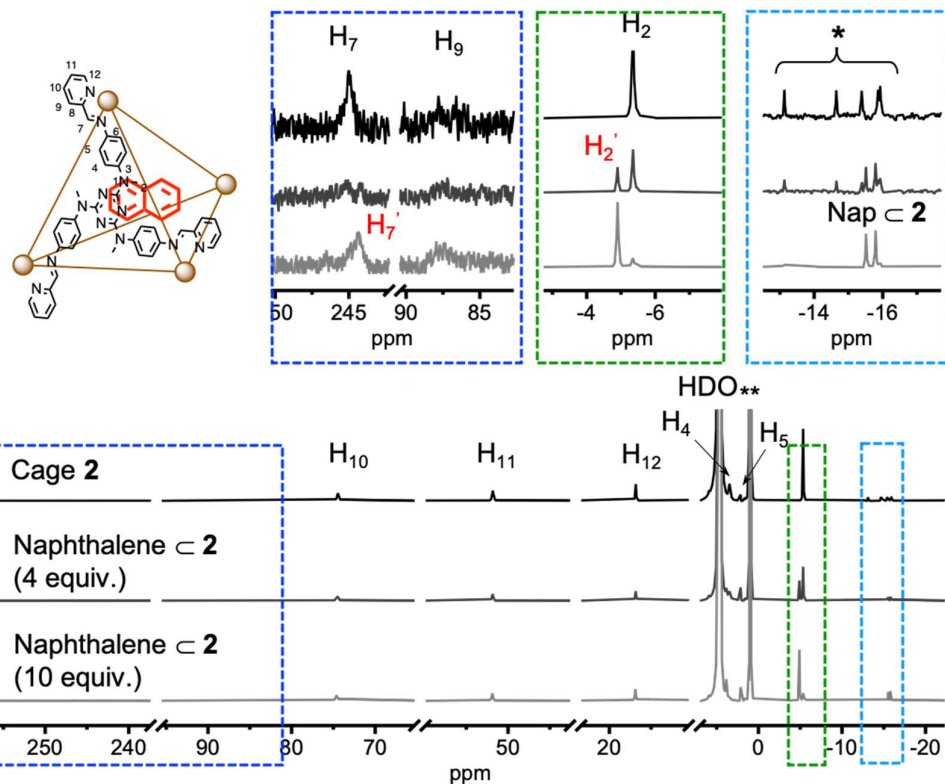 H7
H9
H2
*
11
12
10
N
9
8
7
N
6
5
4
3
1N
2
N
N
N
N
N
N
N
N
N
N
H2'
H7'
Nap ⊂ 2
50
245
90
85
-4
-6
-14
-16
ppm
ppm
ppm
HDO**
H4
H5
H10
H11
H12
Cage 2
Naphthalene ⊂ 2
(4 equiv.)
Naphthalene ⊂ 2
(10 equiv.)
250
240
90
80
70
50
20
0
-10
-20
ppm